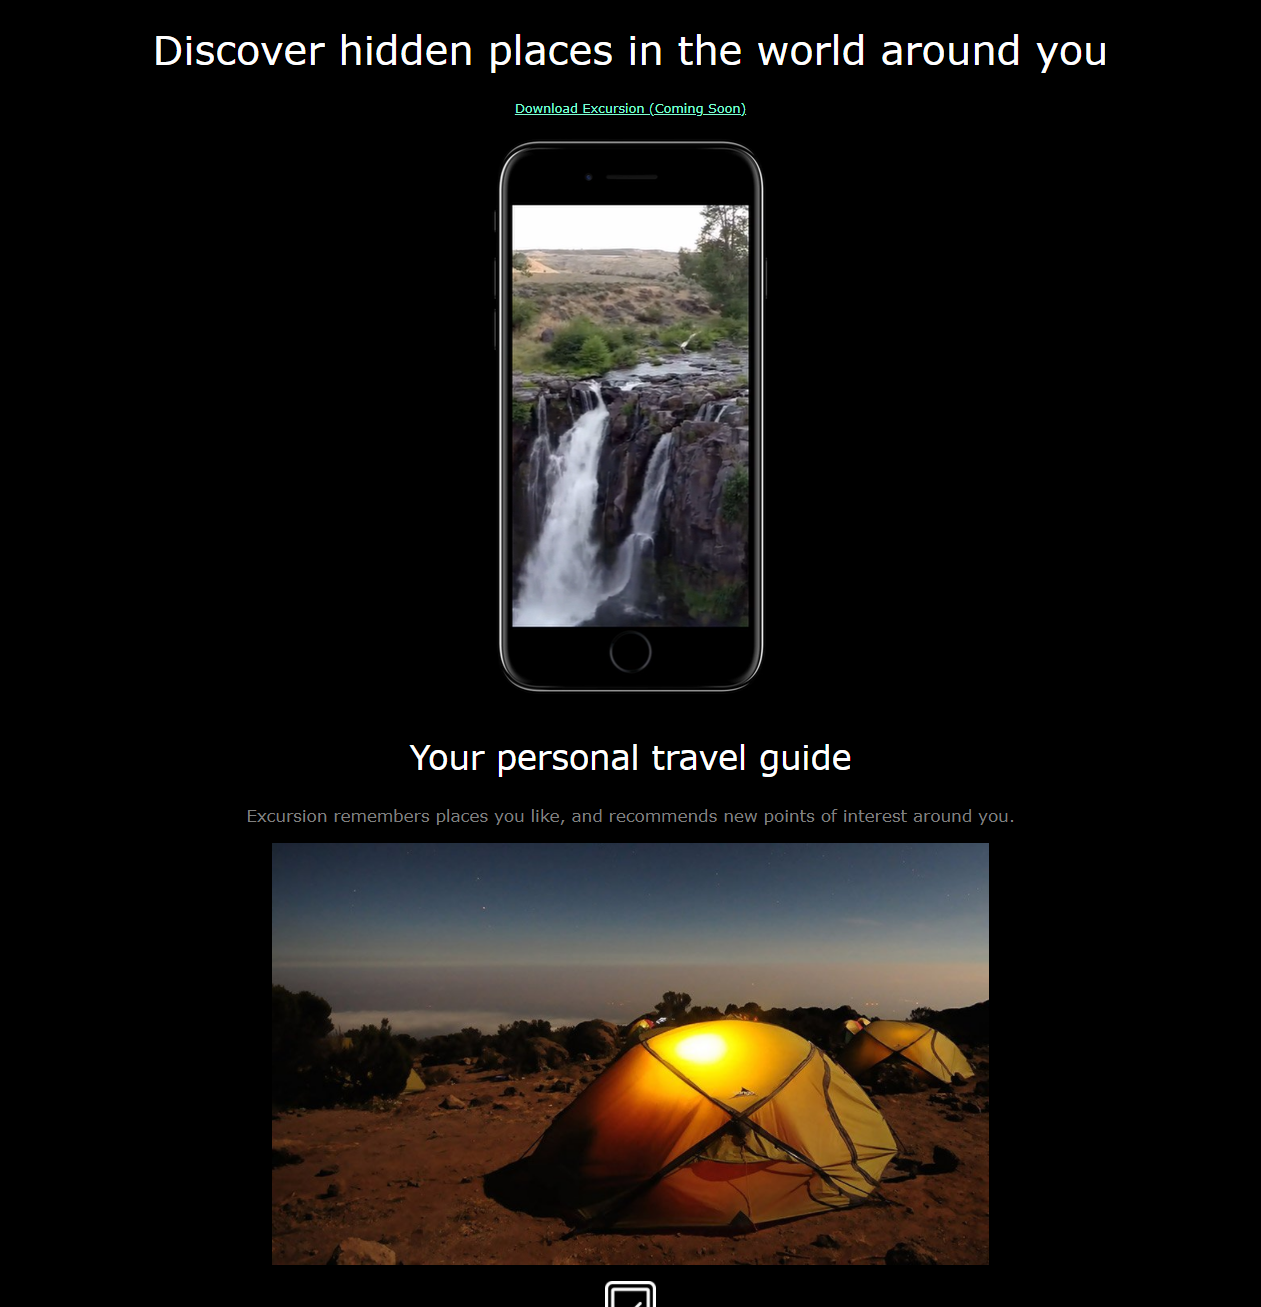 Discover hidden places in the world around you
Download Excursion (Coming Soon)
Your personal travel guide
Excursion remembers places you like, and recommends new points of interest around you.